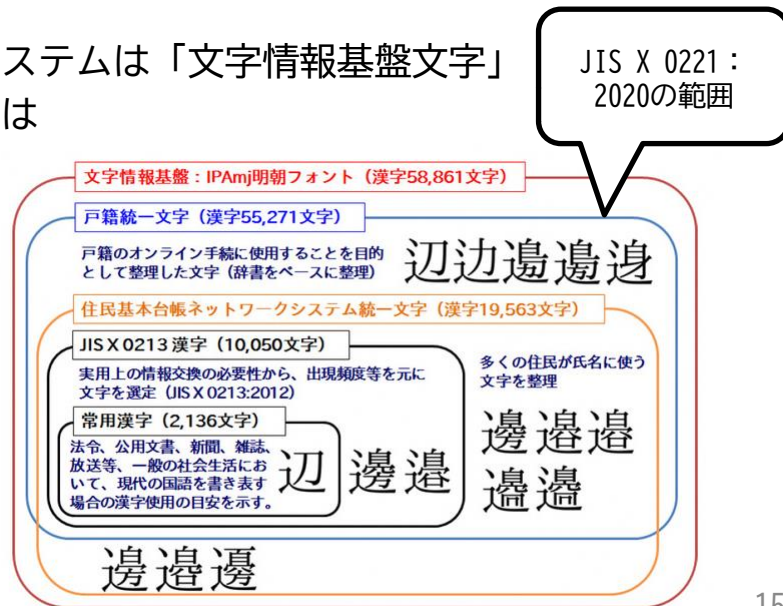 ステムは「文字情報基盤文字」
は
JIS X 0221：
2020の範囲
文字情報基盤：IPAmj明朝フォント（漢字58,861文字）
戸籍統一文字（漢字55,271文字）
戸籍のオンライン手続に使用することを目的
として整理した文字（辞書をベースに整理）
住民基本台帳ネットワークシステム統一文字（漢字19,563文字）
JIS X 0213 漢字（10,050文字）
実用上の情報交換の必要性から、出現頻度等を元に
文字を選定（JIS X 0213:2012）
常用漢字（2,136文字）
法令、公用文書、新聞、雑誌、
放送等、一般の社会生活にお
いて、現代の国語を書き表す
場合の漢字使用の目安を示す。
辺
邊邉
多くの住民が氏名に使う
文字を整理
15